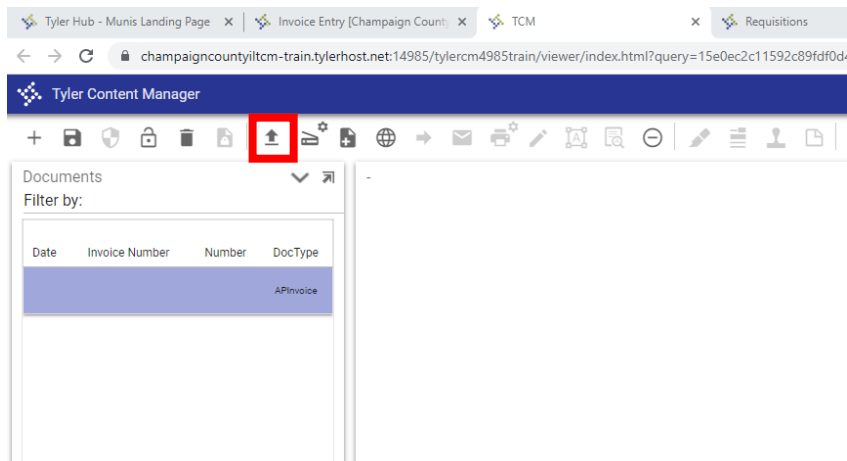 Tyler Hub - Munis Landing Page
Invoice Entry [Champaign County
TCM
Requisitions
champaigncountyiltcm-train.tylerhost.net:14985/tylercm4985train/viewer/index.html?query=15e0ec2c11592c89fdf0d4
Tyler Content Manager
Documents
-
Filter by:
Date Invoice Number Number DocType
APInvoice